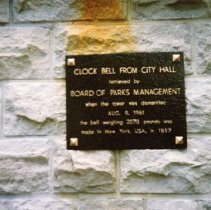 CLOCK BELL FROM CITY HALL
retrieved by
BOARD OF PARKS MANAGEMENT
when the tower was dismantled
AUG. 8, 1961
the bell weighing 2070 pounds was
made in New York, USA, in 1857